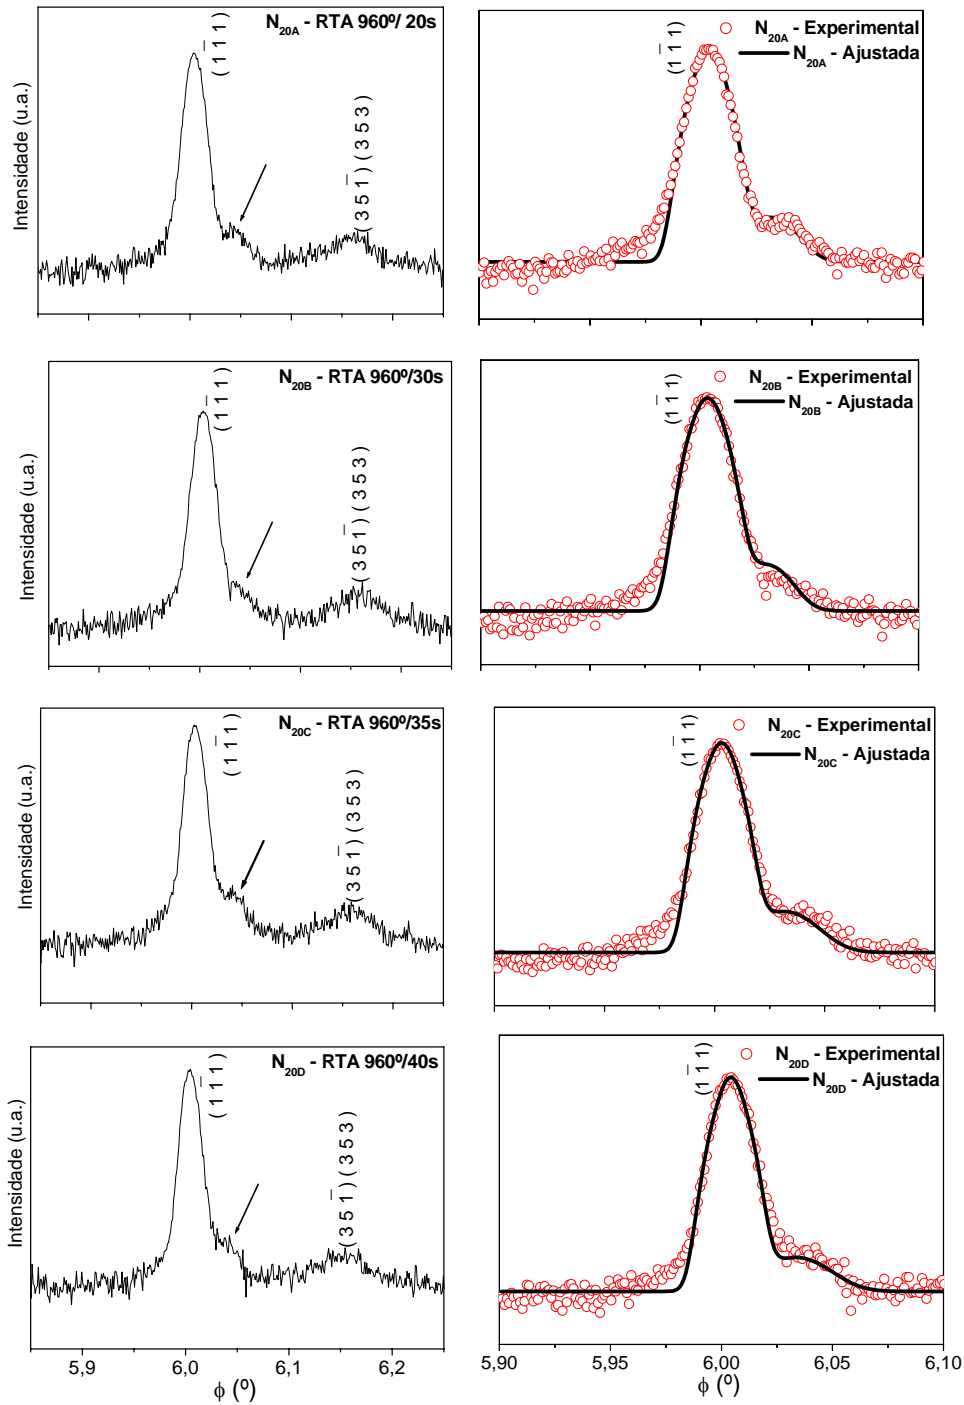 N20A - RTA 960º/ 20s
(1 1̄ 1)
(3 5 1̄) (3 5 3)
Intensidade (u.a.)
N20A - Experimental
N20A - Ajustada
(1 1̄ 1)
N20B - RTA 960º/30s
(1 1̄ 1)
(3 5 1̄) (3 5 3)
Intensidade (u.a.)
N20B - Experimental
N20B - Ajustada
(1 1̄ 1)
N20C - RTA 960º/35s
(1 1̄ 1)
(3 5 1̄) (3 5 3)
Intensidade (u.a.)
N20C - Experimental
N20C - Ajustada
(1 1̄ 1)
N20D - RTA 960º/40s
(1 1̄ 1)
(3 5 1̄) (3 5 3)
Intensidade (u.a.)
5,9 6,0 6,1 6,2
ϕ (º)
N20D - Experimental
N20D - Ajustada
(1 1̄ 1)
5,90 5,95 6,00 6,05 6,10
ϕ (º)